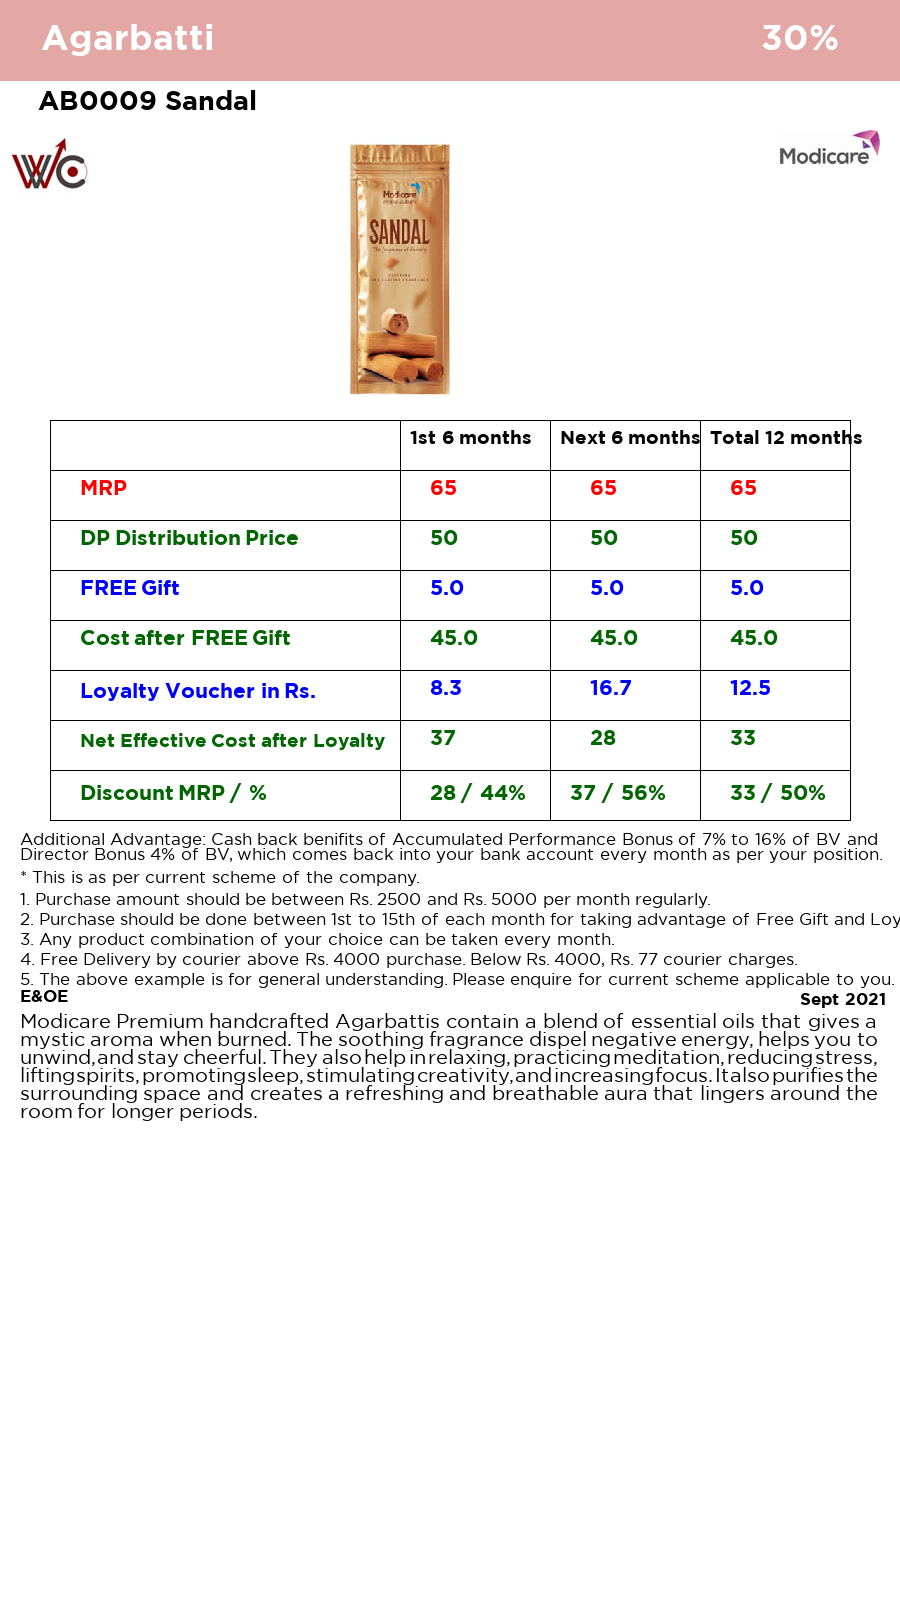 Agarbatti 30%
AB0009 Sandal
WC
Modicare
Modicare
SANDAL
1st 6 months Next 6 months Total 12 months
MRP 65 65 65
DP Distribution Price 50 50 50
FREE Gift 5.0 5.0 5.0
Cost after FREE Gift 45.0 45.0 45.0
Loyalty Voucher in Rs. 8.3 16.7 12.5
Net Effective Cost after Loyalty 37 28 33
Discount MRP / % 28 / 44% 37 / 56% 33 / 50%
Additional Advantage: Cash back benifits of Accumulated Performance Bonus of 7% to 16% of BV and
Director Bonus 4% of BV, which comes back into your bank account every month as per your position.
* This is as per current scheme of the company.
1. Purchase amount should be between Rs. 2500 and Rs. 5000 per month regularly.
2. Purchase should be done between 1st to 15th of each month for taking advantage of Free Gift and Loy
3. Any product combination of your choice can be taken every month.
4. Free Delivery by courier above Rs. 4000 purchase. Below Rs. 4000, Rs. 77 courier charges.
5. The above example is for general understanding. Please enquire for current scheme applicable to you.
E&OE Sept 2021
Modicare Premium handcrafted Agarbattis contain a blend of essential oils that gives a
mystic aroma when burned. The soothing fragrance dispel negative energy, helps you to
unwind, and stay cheerful. They also help in relaxing, practicing meditation, reducing stress,
lifting spirits, promoting sleep, stimulating creativity, and increasing focus. It also purifies the
surrounding space and creates a refreshing and breathable aura that lingers around the
room for longer periods.